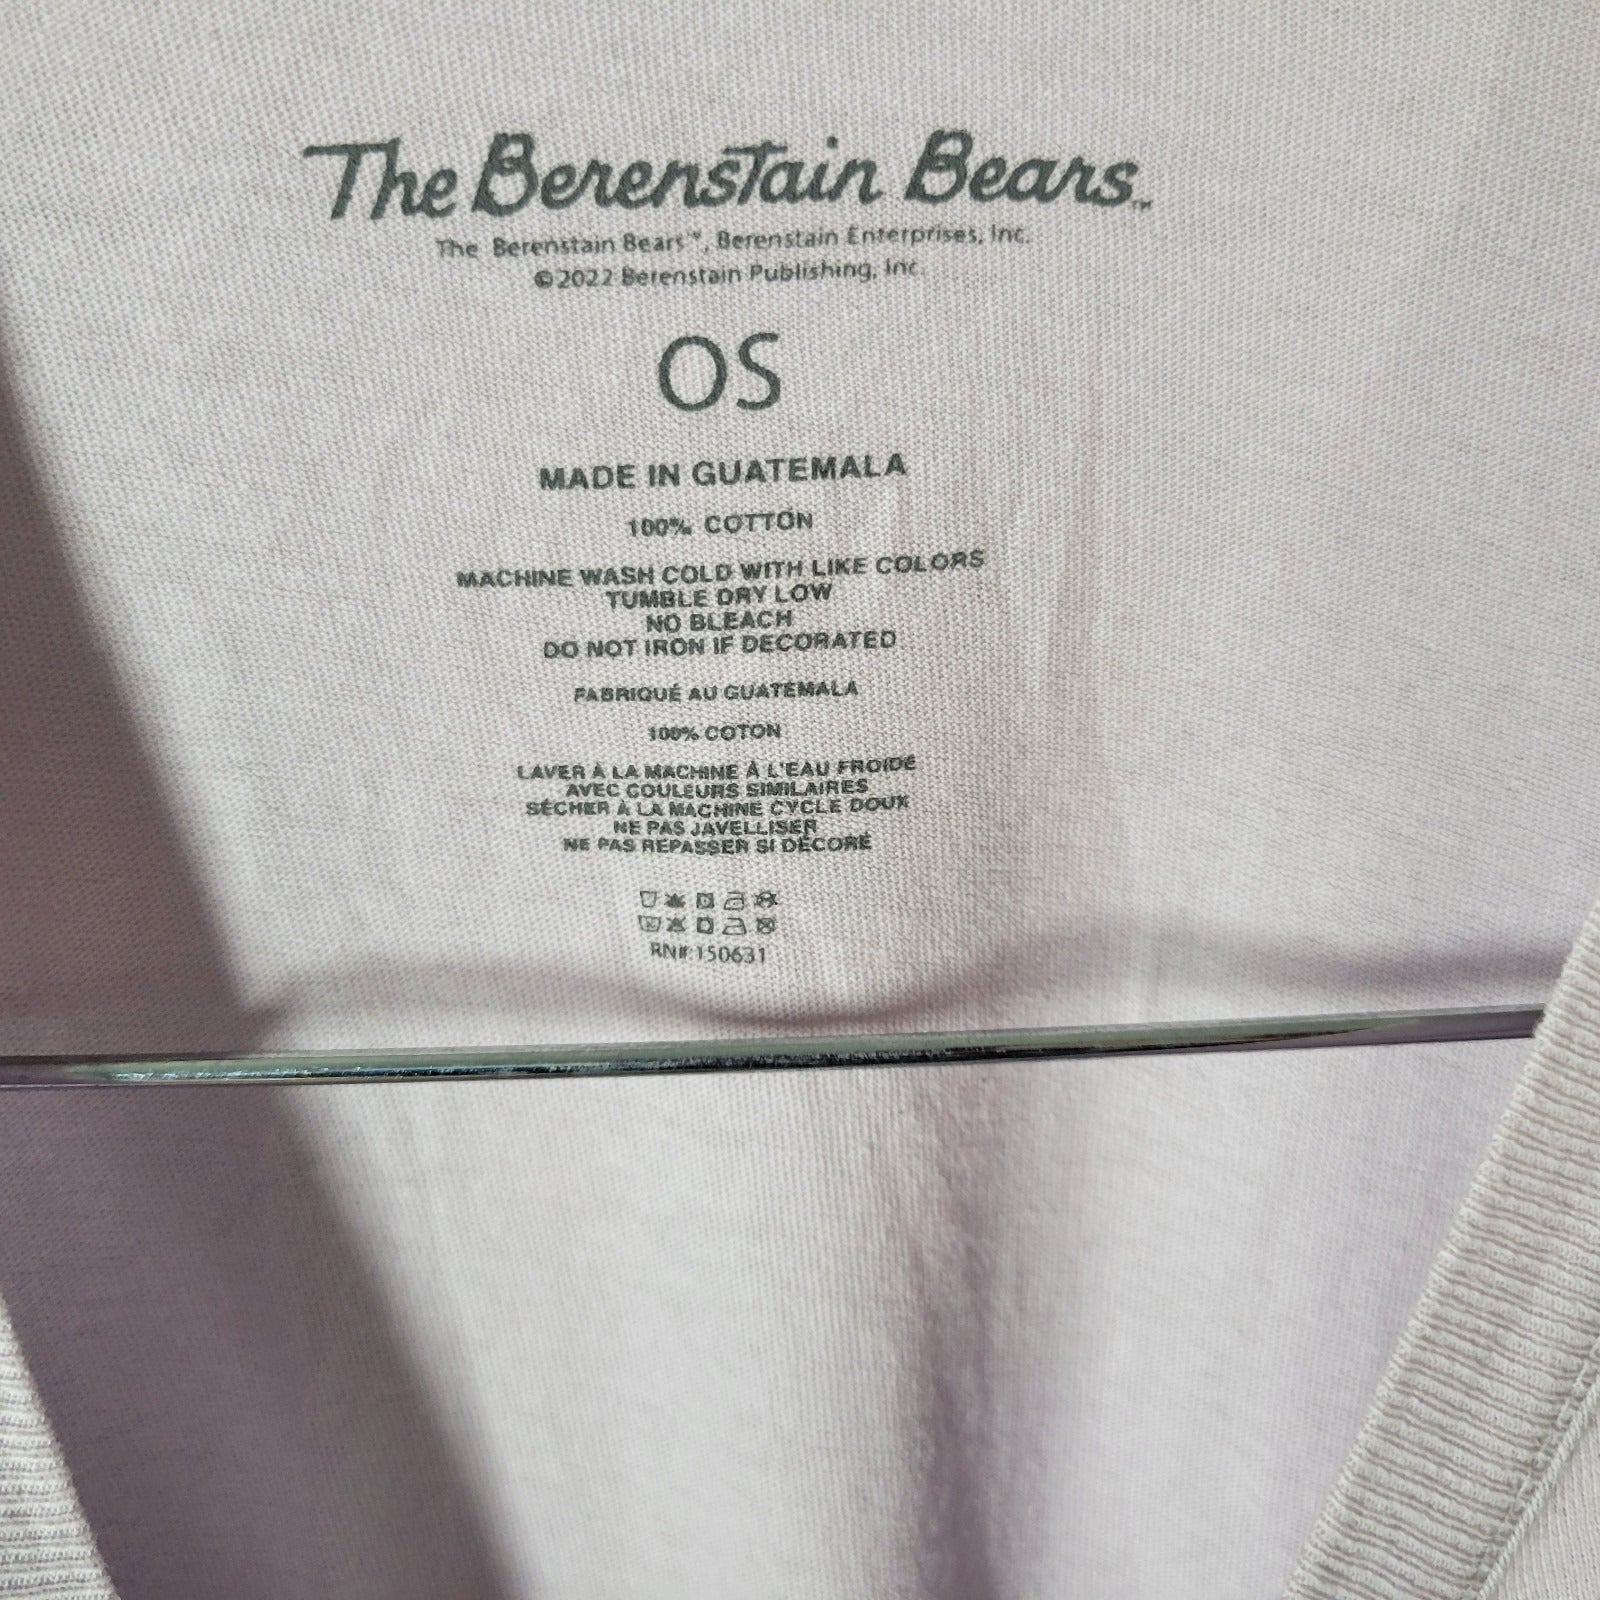 The Berenstain Bears™
The Berenstain Bears™, Berenstain Enterprises, Inc.
©2022 Berenstain Publishing, Inc.
OS
MADE IN GUATEMALA
100% COTTON
MACHINE WASH COLD WITH LIKE COLORS
TUMBLE DRY LOW
NO BLEACH
DO NOT IRON IF DECORATED
FABRIQUÉ AU GUATEMALA
100% COTON
LAVER À LA MACHINE À L'EAU FROIDE
AVEC COULEURS SIMILAIRES
SÉCHER À LA MACHINE CYCLE DOUX
NE PAS JAVELLISER
NE PAS REPASSER SI DÉCORÉ
RN#:150631